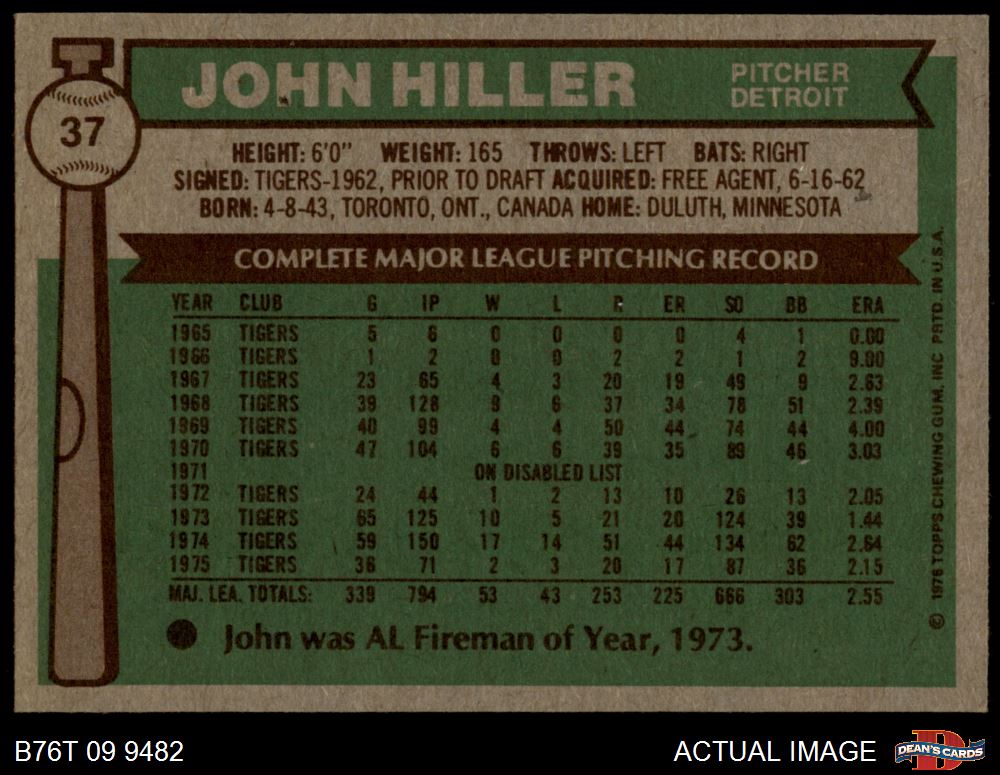 JOHN HILLER
PITCHER
DETROIT
37
HEIGHT: 6'0" WEIGHT: 165 THROWS: LEFT BATS: RIGHT
SIGNED: TIGERS-1962, PRIOR TO DRAFT ACQUIRED: FREE AGENT, 6-16-62
BORN: 4-8-43, TORONTO, ONT., CANADA HOME: DULUTH, MINNESOTA
COMPLETE MAJOR LEAGUE PITCHING RECORD
YEAR CLUB G IP W L R ER SO BB ERA
1965 TIGERS 5 6 0 0 0 0 4 1 0.00
1966 TIGERS 1 2 0 0 2 2 1 2 9.00
1967 TIGERS 23 65 4 3 20 19 49 9 2.63
1968 TIGERS 39 128 9 6 37 34 78 51 2.39
1969 TIGERS 40 99 4 4 50 44 74 44 4.00
1970 TIGERS 47 104 6 6 39 35 89 46 3.03
1971 ON DISABLED LIST
1972 TIGERS 24 44 1 2 13 10 26 13 2.05
1973 TIGERS 65 125 10 5 21 20 124 39 1.44
1974 TIGERS 59 150 17 14 51 44 134 62 2.64
1975 TIGERS 36 71 2 3 20 17 87 36 2.15
MAJ. LEA. TOTALS: 339 794 53 43 253 225 666 303 2.55
John was AL Fireman of Year, 1973.
© 1976 TOPPS CHEWING GUM, INC PRTD. IN U.S.A.
B76T 09 9482
ACTUAL IMAGE
DEAN'S CARDS